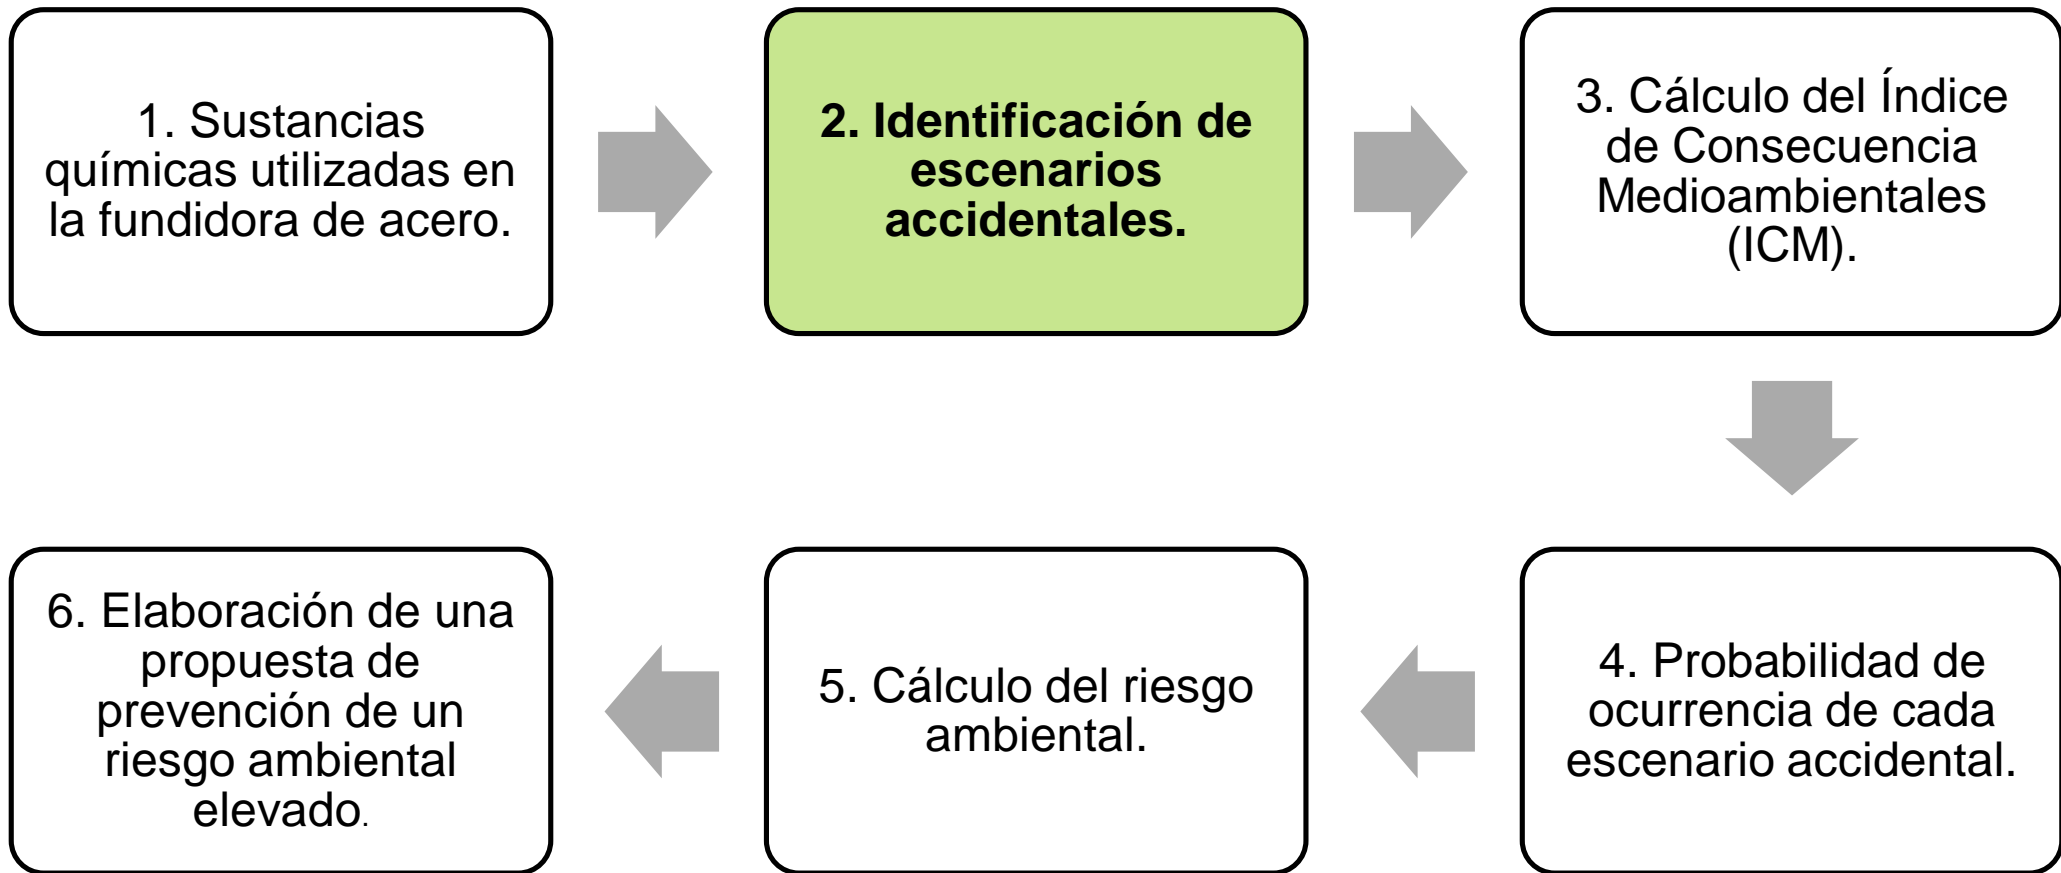 1. Sustancias
químicas utilizadas en
la fundidora de acero.
2. Identificación de
escenarios
accidentales.
3. Cálculo del Índice
de Consecuencia
Medioambientales
(ICM).
4. Probabilidad de
ocurrencia de cada
escenario accidental.
5. Cálculo del riesgo
ambiental.
6. Elaboración de una
propuesta de
prevención de un
riesgo ambiental
elevado.